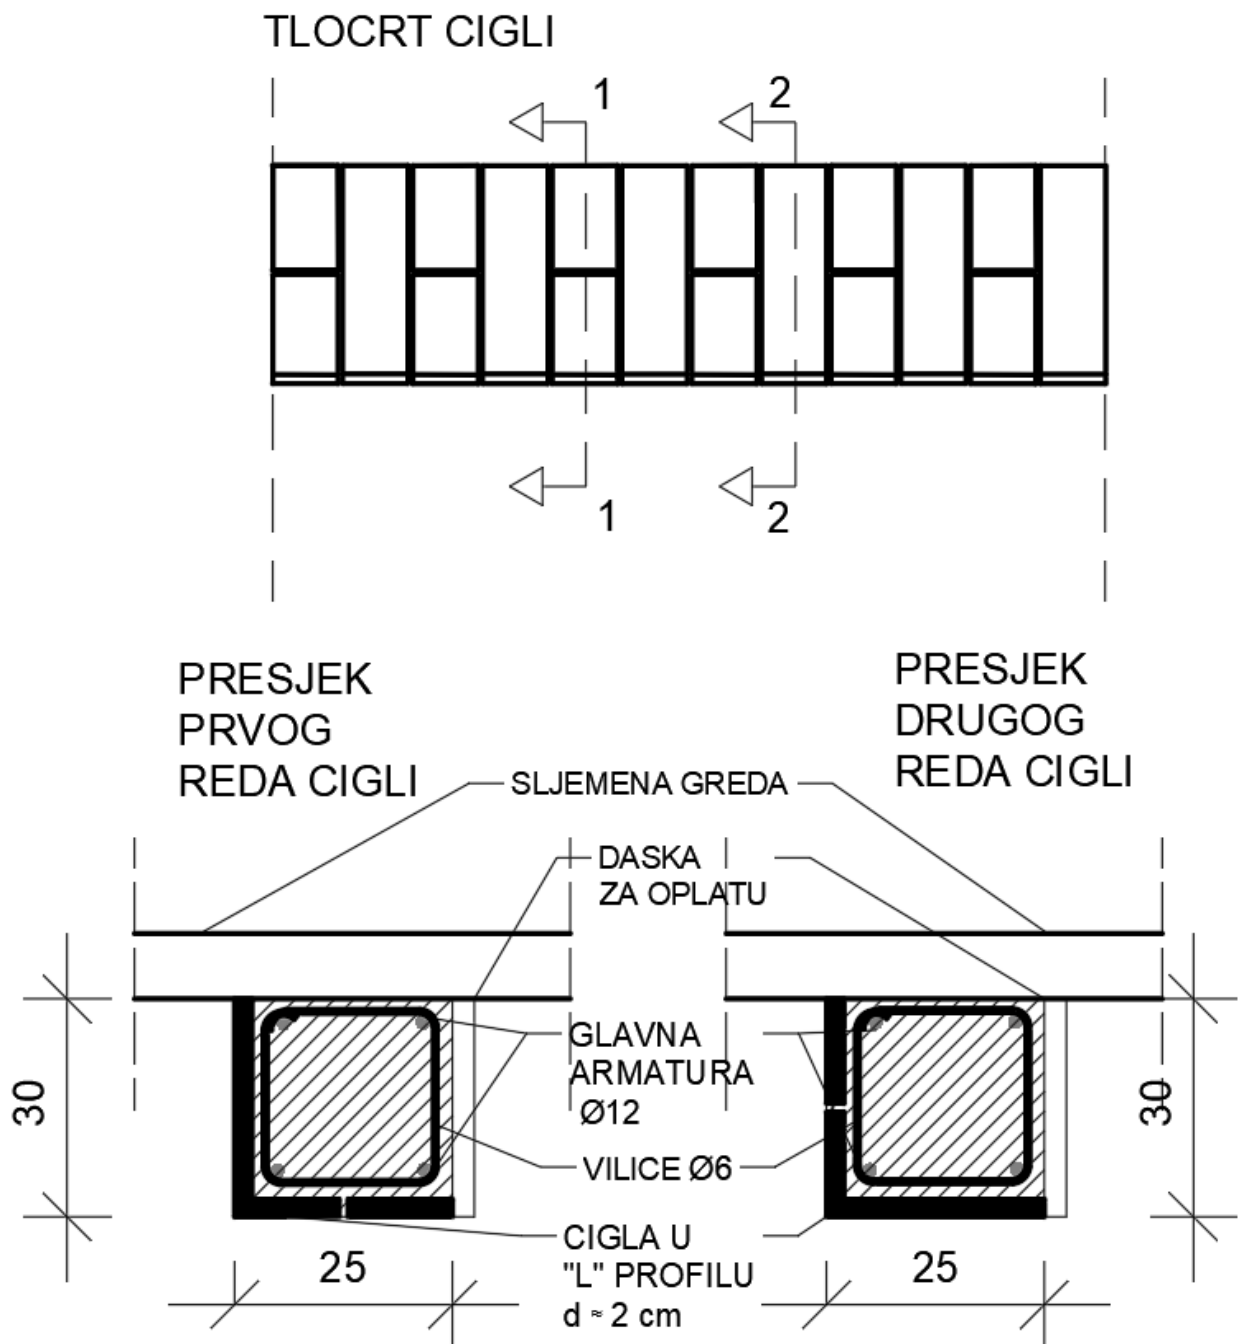 TLOCRT CIGLI
1
2
1
2
PRESJEK
PRVOG
REDA CIGLI
PRESJEK
DRUGOG
REDA CIGLI
SLJEMENA GREDA
DASKA
ZA OPLATU
GLAVNA
ARMATURA
Ø12
VILICE Ø6
CIGLA U
"L" PROFILU
d ≈ 2 cm
30
30
25
25